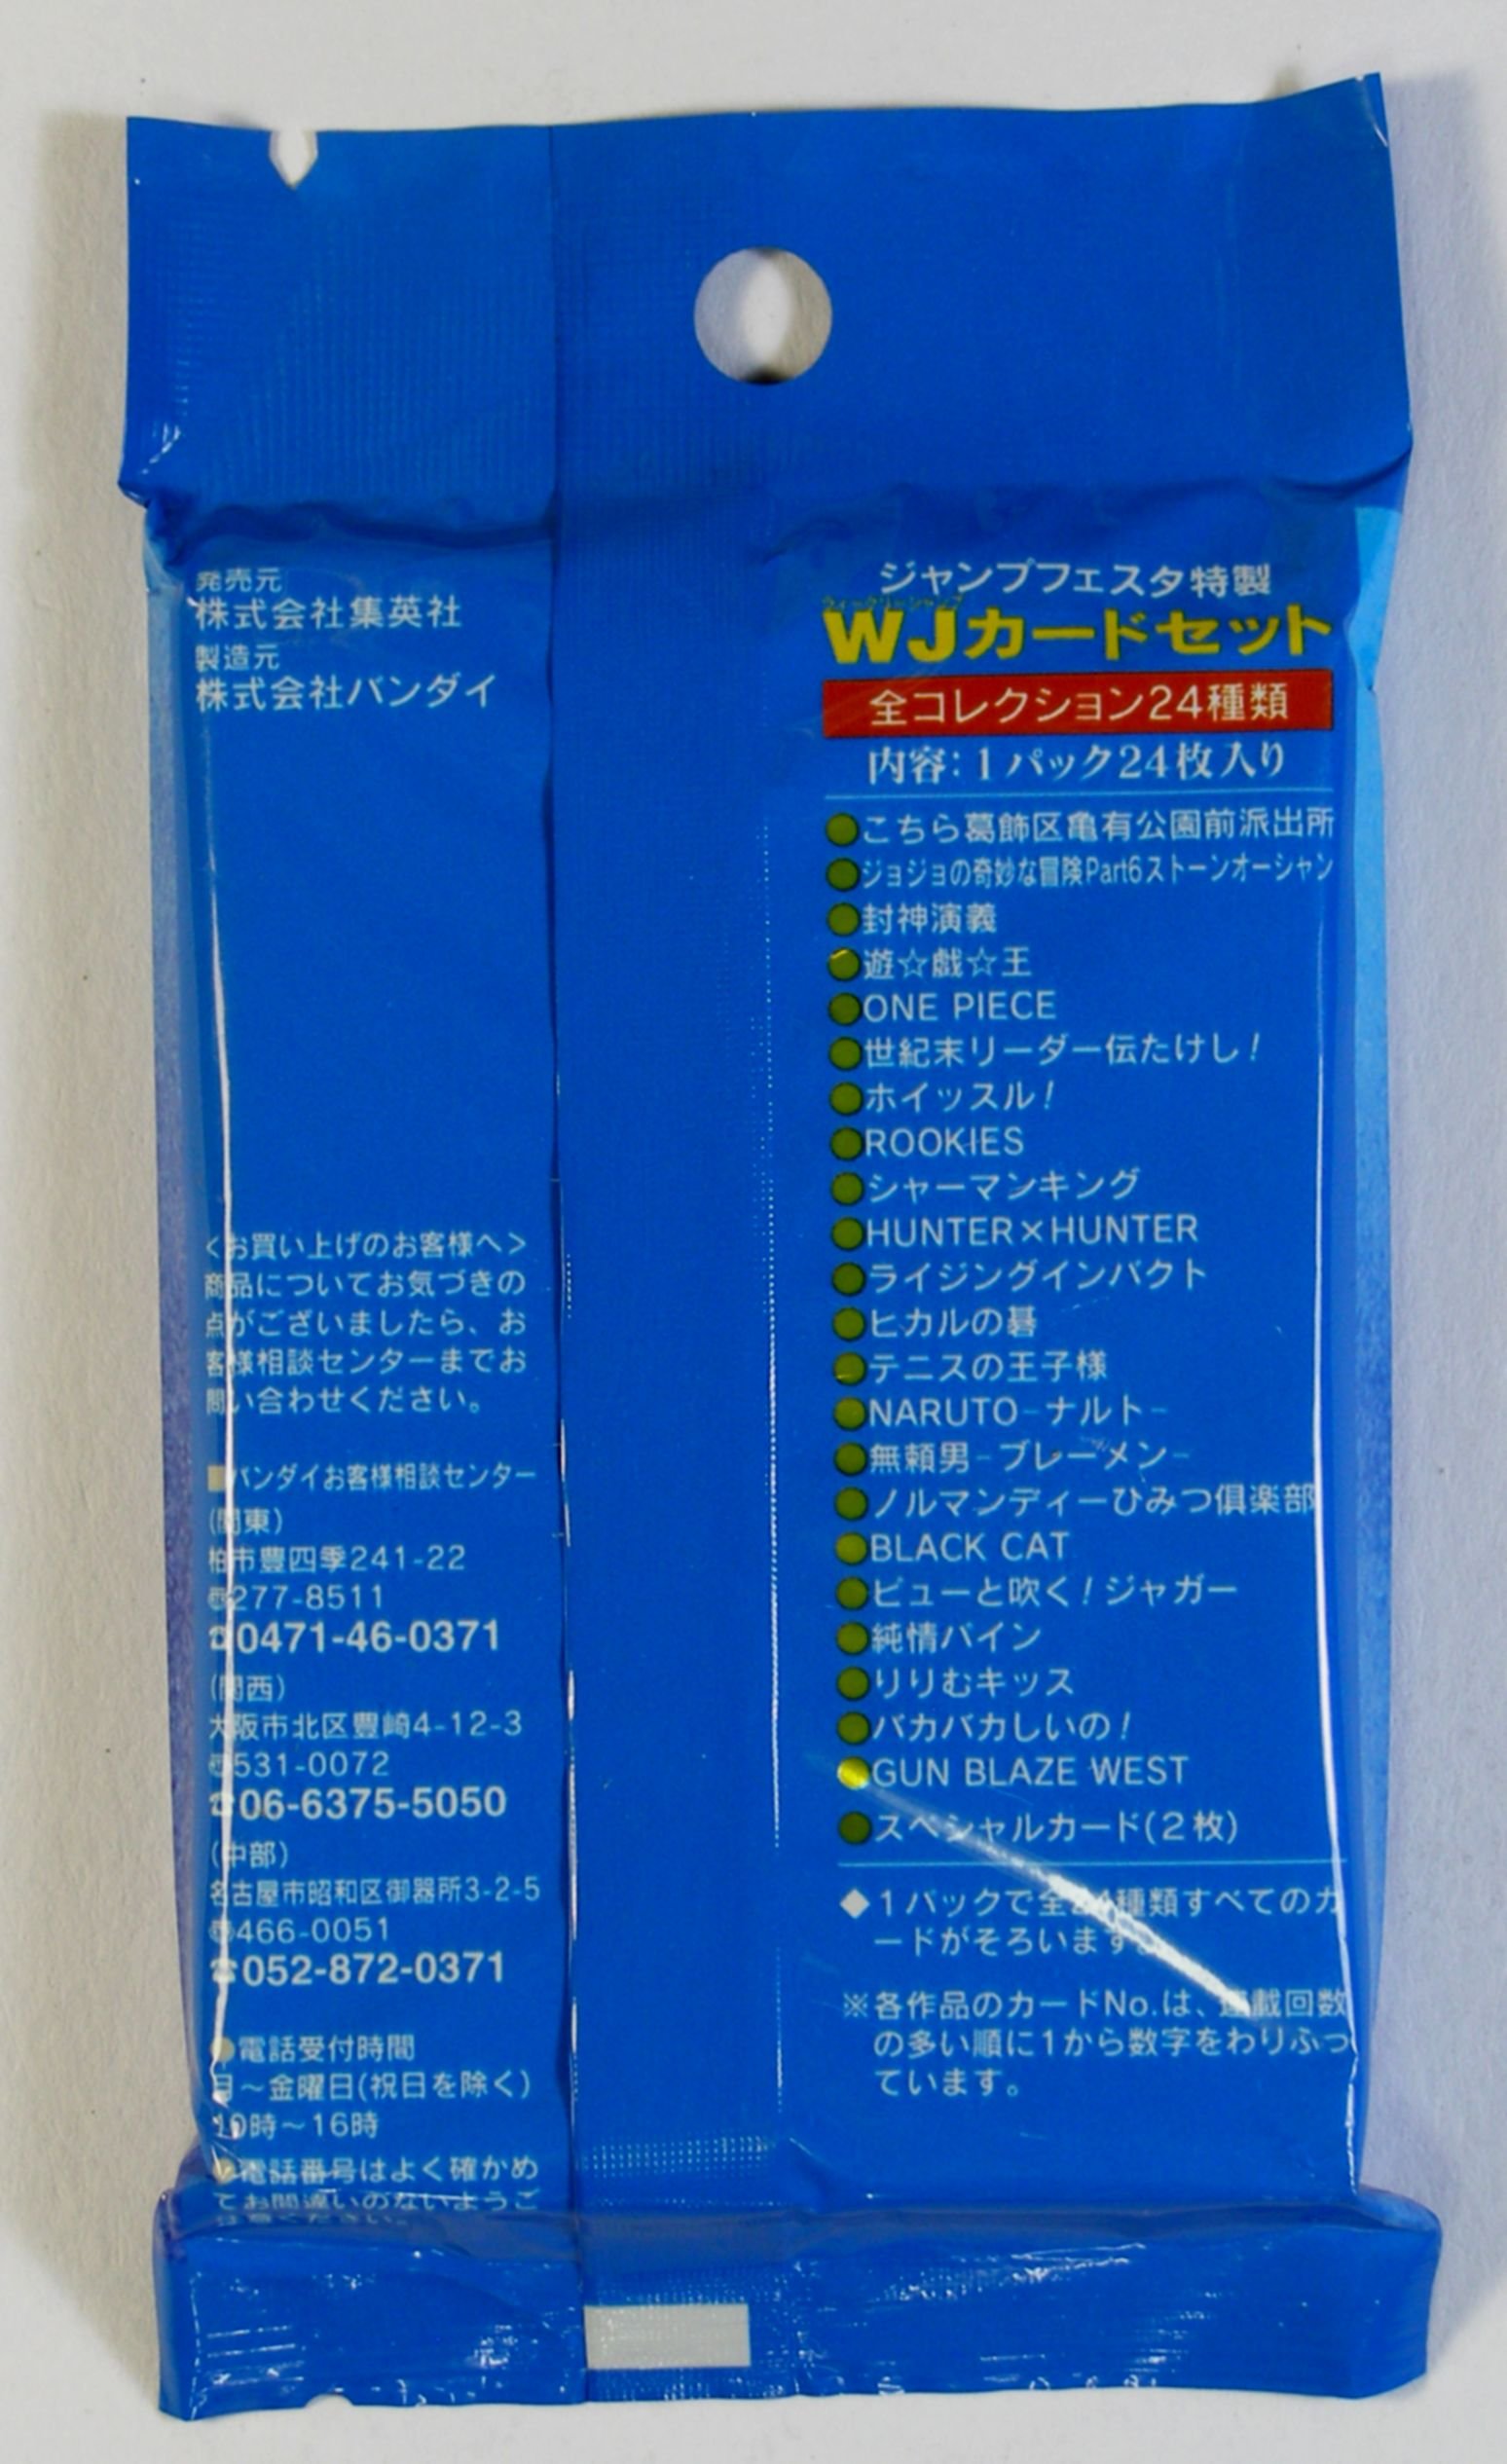 発売元
株式会社集英社
製造元
株式会社バンダイ
<お買い上げのお客様へ>
商品についてお気づきの
点がございましたら、お
客様相談センターまでお
問い合わせください。
■バンダイお客様相談センター
(関東)
柏市豊四季241-22
〒277-8511
☎0471-46-0371
(関西)
大阪市北区豊崎4-12-3
〒531-0072
☎06-6375-5050
(中部)
名古屋市昭和区御器所3-2-5
〒466-0051
☎052-872-0371
●電話受付時間
月～金曜日(祝日を除く)
10時～16時
●電話番号はよく確かめ
てお間違いのないようご
注意ください。
ジャンプフェスタ特製
ウィークリージャンプ
WJカードセット
全コレクション24種類
内容:1パック24枚入り
●こちら葛飾区亀有公園前派出所
●ジョジョの奇妙な冒険Part6ストーンオーシャン
●封神演義
●遊☆戯☆王
●ONE PIECE
●世紀末リーダー伝たけし!
●ホイッスル!
●ROOKIES
●シャーマンキング
●HUNTER×HUNTER
●ライジングインパクト
●ヒカルの碁
●テニスの王子様
●NARUTO-ナルト-
●無頼男-ブレーメン-
●ノルマンディーひみつ倶楽部
●BLACK CAT
●ピューと吹く!ジャガー
●純情パイン
●りりむキッス
●バカバカしいの!
●GUN BLAZE WEST
●スペシャルカード(2枚)
◆1パックで全24種類すべてのカ
ードがそろいます。
※各作品のカードNo.は、連載回数
の多い順に1から数字をわりふっ
ています。